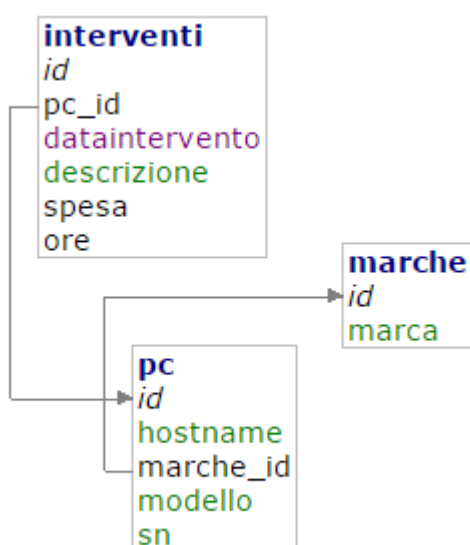 interventi
id
pc_id
dataintervento
descrizione
spesa
ore
marche
id
marca
pc
id
hostname
marche_id
modello
sn